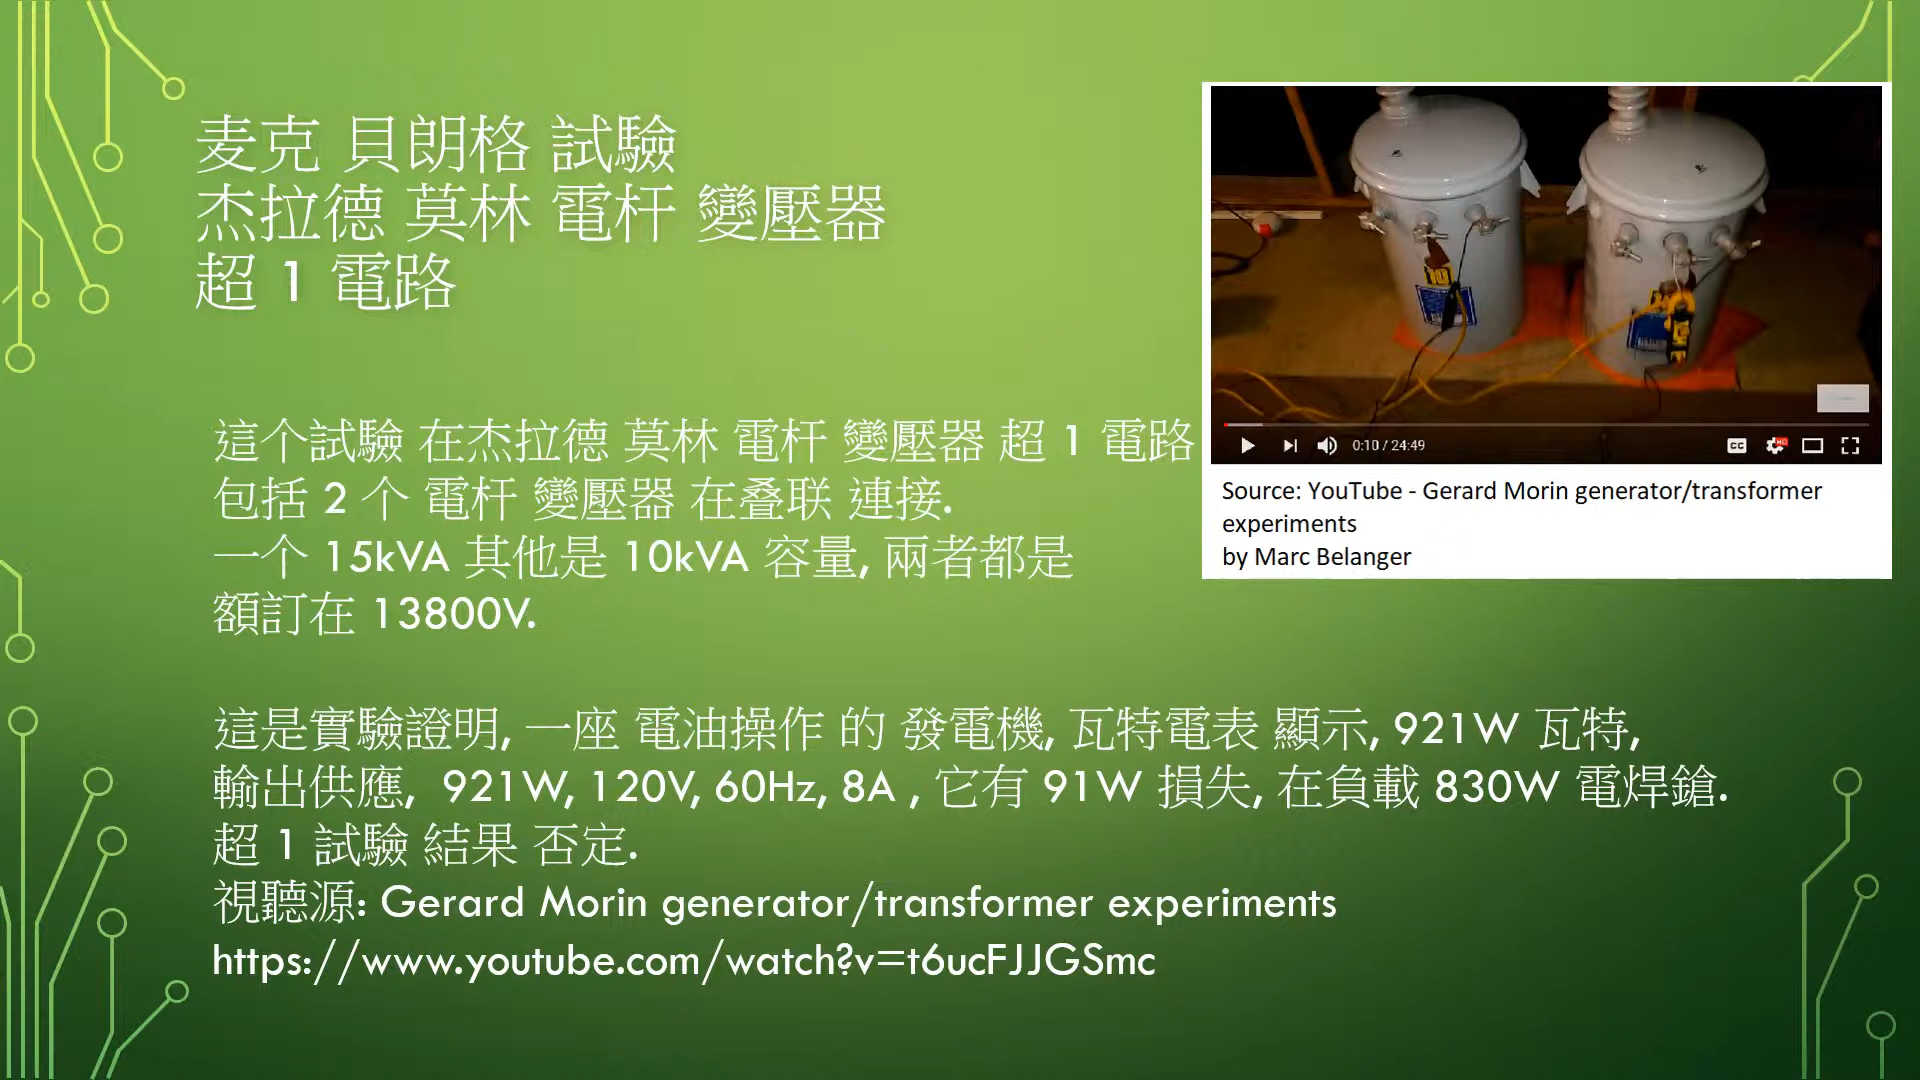 麦克 貝朗格 試驗
杰拉德 莫林 電杆 變壓器
超 1 電路
這个試驗 在杰拉德 莫林 電杆 變壓器 超 1 電路
包括 2 个 電杆 變壓器 在叠联 連接.
一个 15kVA 其他是 10kVA 容量, 兩者都是
額訂在 13800V.
0:10 / 24:49
CC
HD
Source: YouTube - Gerard Morin generator/transformer
experiments
by Marc Belanger
這是實驗證明, 一座 電油操作 的 發電機, 瓦特電表 顯示, 921W 瓦特,
輸出供應, 921W, 120V, 60Hz, 8A , 它有 91W 損失, 在負載 830W 電焊鎗.
超 1 試驗 結果 否定.
視聽源: Gerard Morin generator/transformer experiments
https://www.youtube.com/watch?v=t6ucFJJGSmc